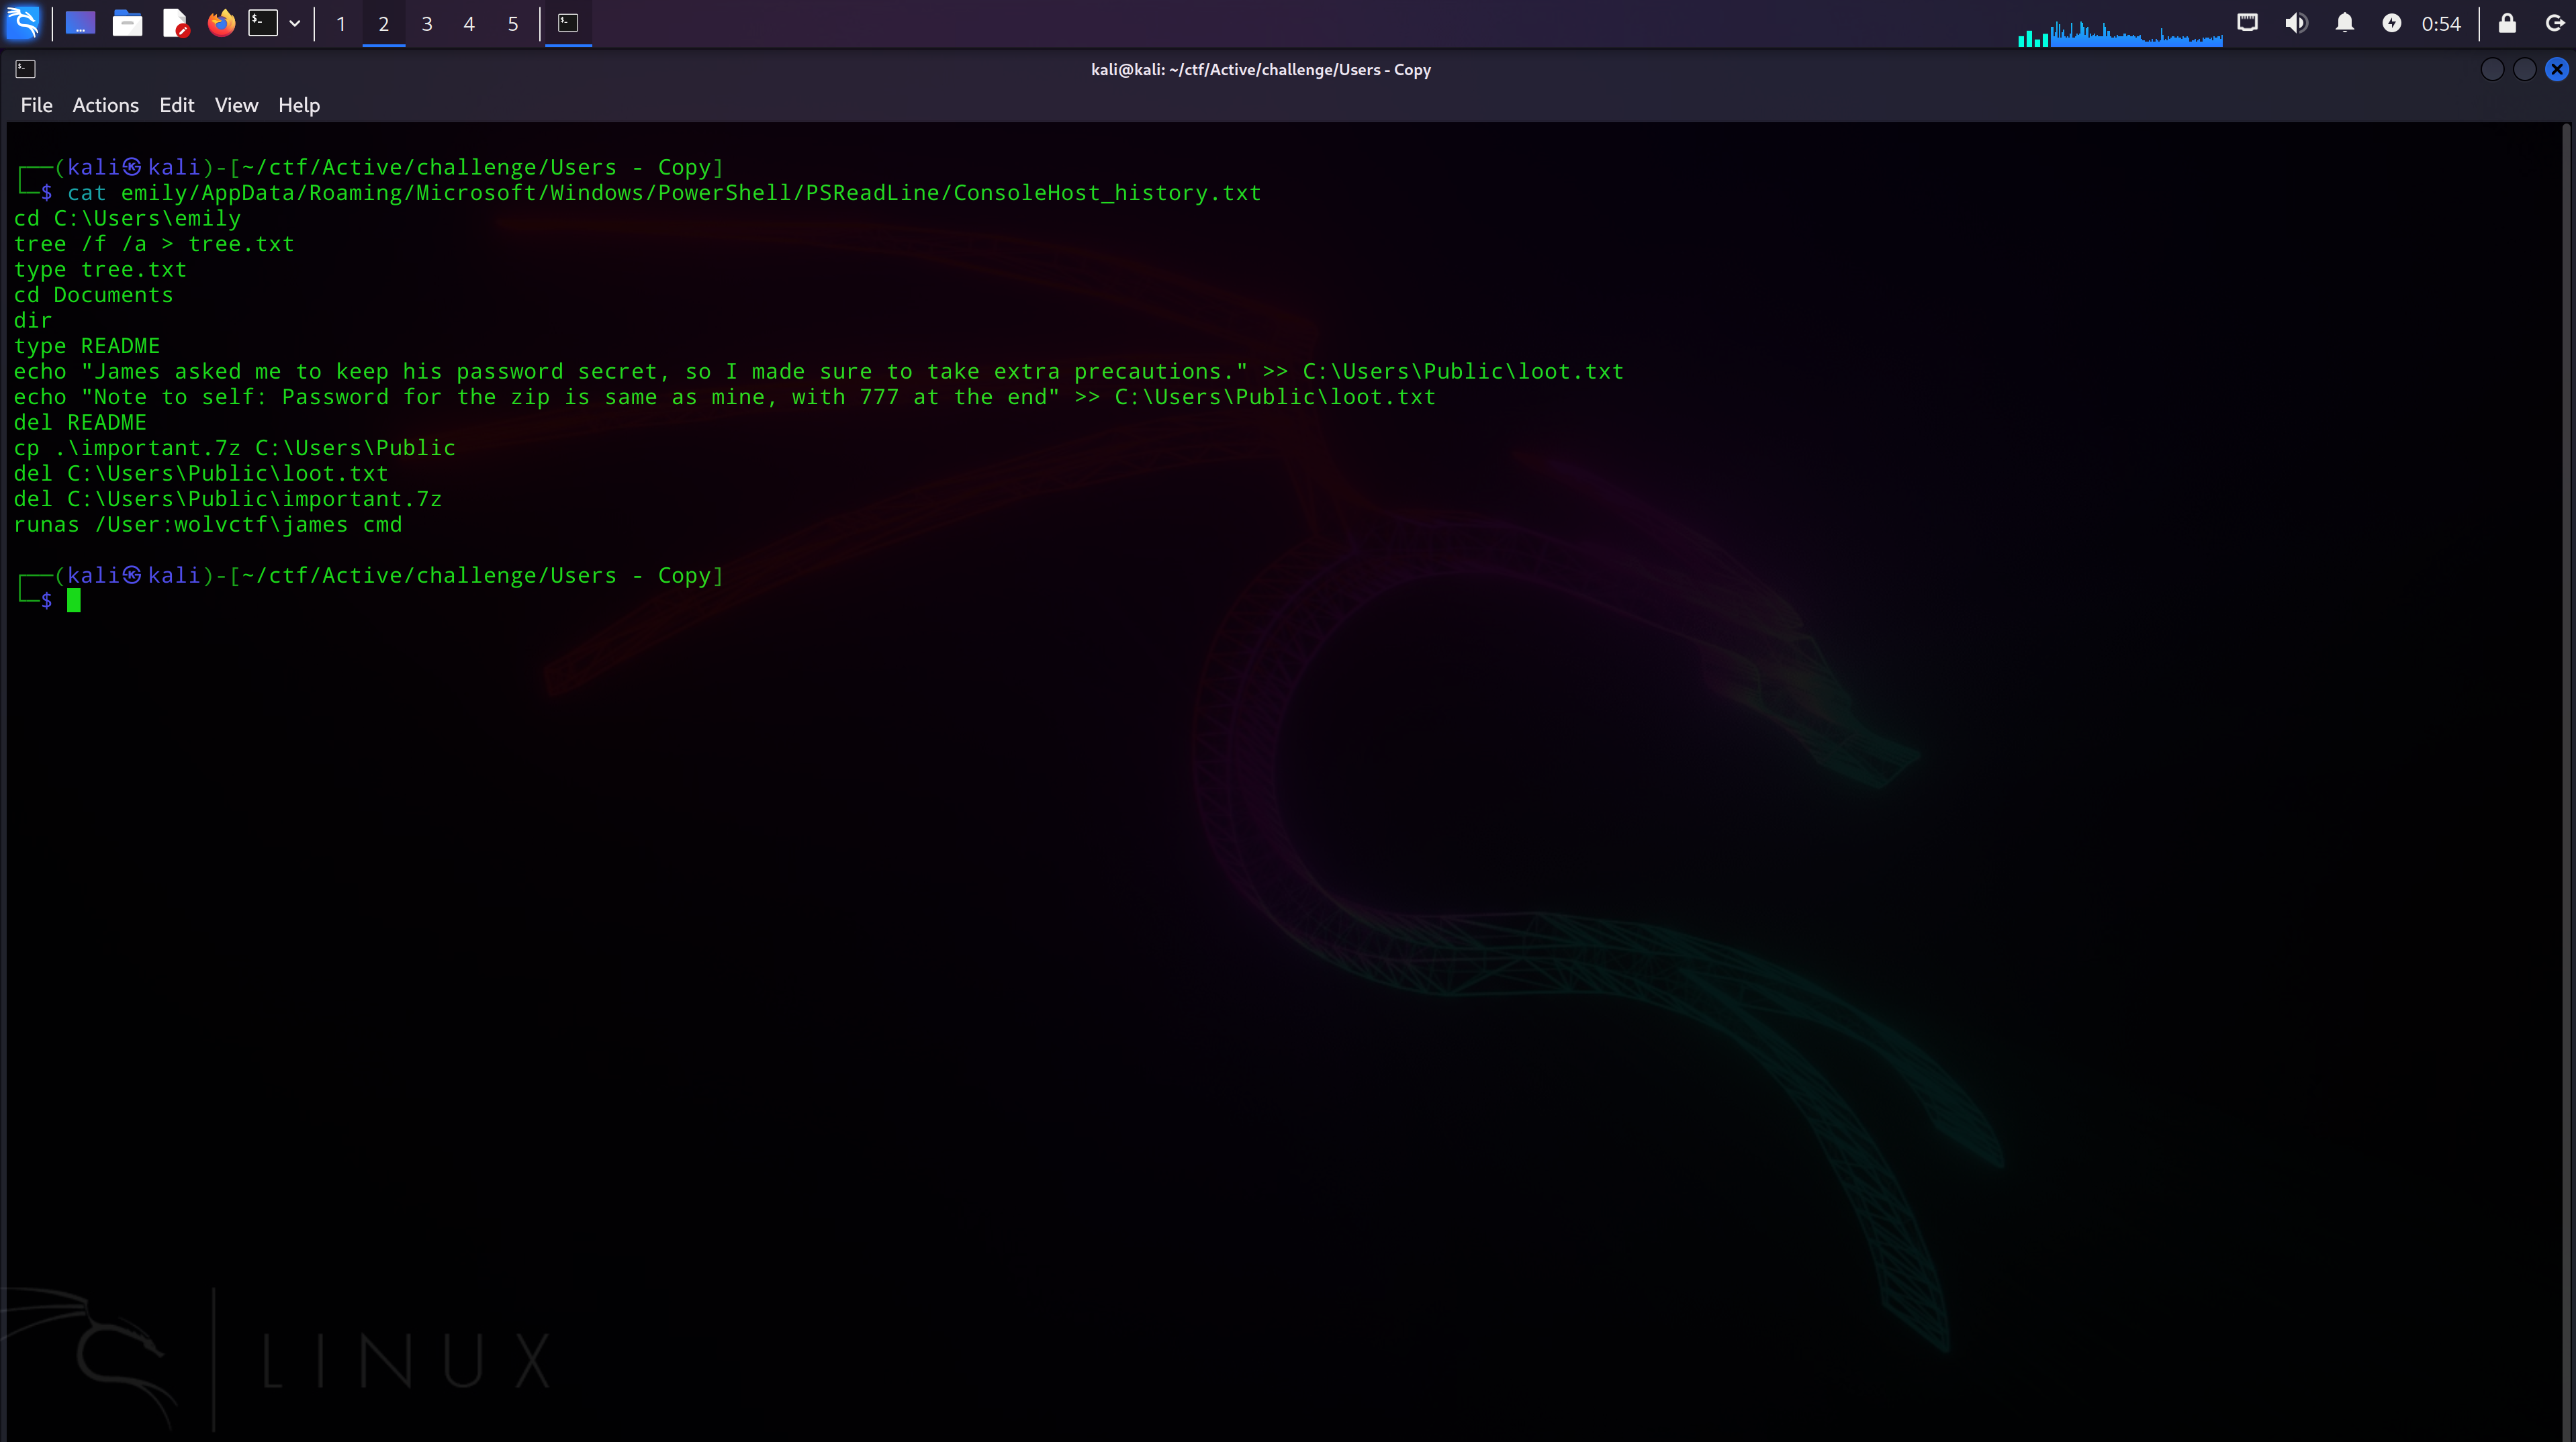 1 2 3 4 5
0:54
kali@kali: ~/ctf/Active/challenge/Users - Copy
File Actions Edit View Help
┌──(kali㉿kali)-[~/ctf/Active/challenge/Users - Copy]
└─$ cat emily/AppData/Roaming/Microsoft/Windows/PowerShell/PSReadLine/ConsoleHost_history.txt
cd C:\Users\emily
tree /f /a > tree.txt
type tree.txt
cd Documents
dir
type README
echo "James asked me to keep his password secret, so I made sure to take extra precautions." >> C:\Users\Public\loot.txt
echo "Note to self: Password for the zip is same as mine, with 777 at the end" >> C:\Users\Public\loot.txt
del README
cp .\important.7z C:\Users\Public
del C:\Users\Public\loot.txt
del C:\Users\Public\important.7z
runas /User:wolvctf\james cmd
┌──(kali㉿kali)-[~/ctf/Active/challenge/Users - Copy]
└─$
LINUX